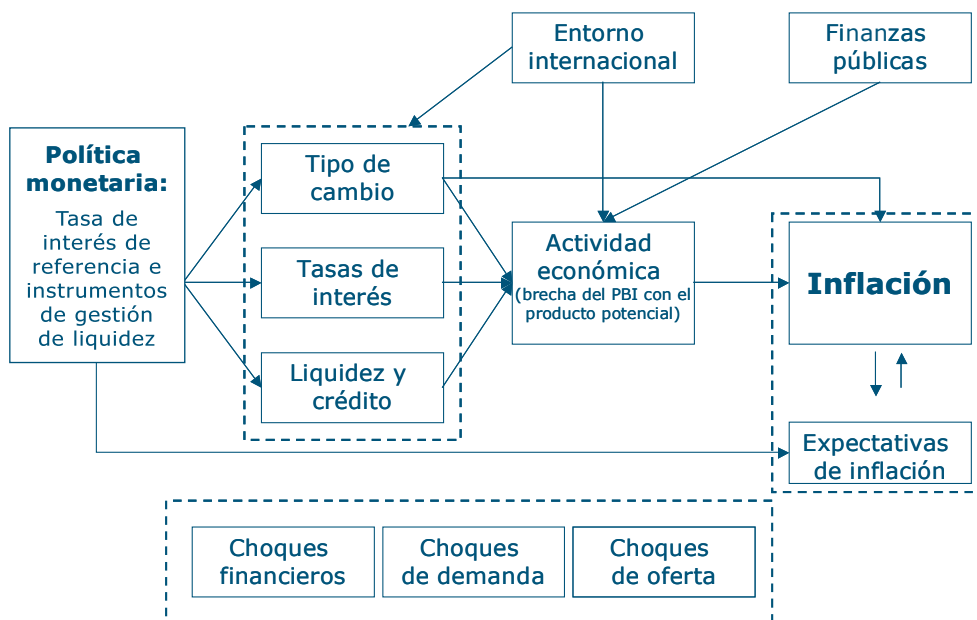 Entorno
internacional
Finanzas
públicas
Política
monetaria:
Tasa de
interés de
referencia e
instrumentos
de gestión
de liquidez
Tipo de
cambio
Tasas de
interés
Liquidez y
crédito
Actividad
económica
(brecha del PBI con el
producto potencial)
Inflación
Expectativas
de inflación
Choques
financieros
Choques
de demanda
Choques
de oferta